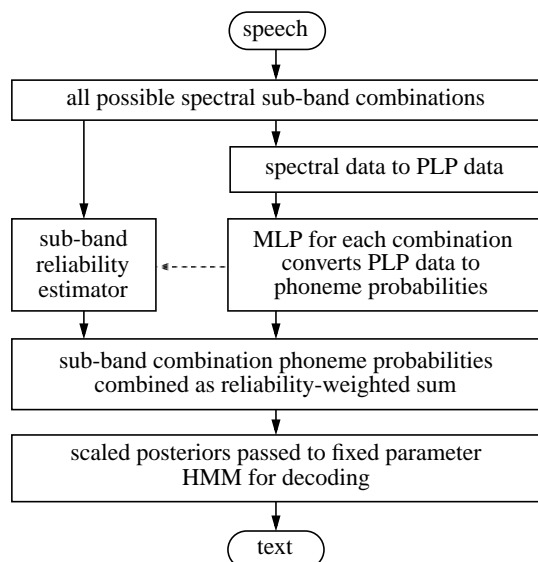 speech
all possible spectral sub-band combinations
spectral data to PLP data
sub-band
reliability
estimator
MLP for each combination
converts PLP data to
phoneme probabilities
sub-band combination phoneme probabilities
combined as reliability-weighted sum
scaled posteriors passed to fixed parameter
HMM for decoding
text